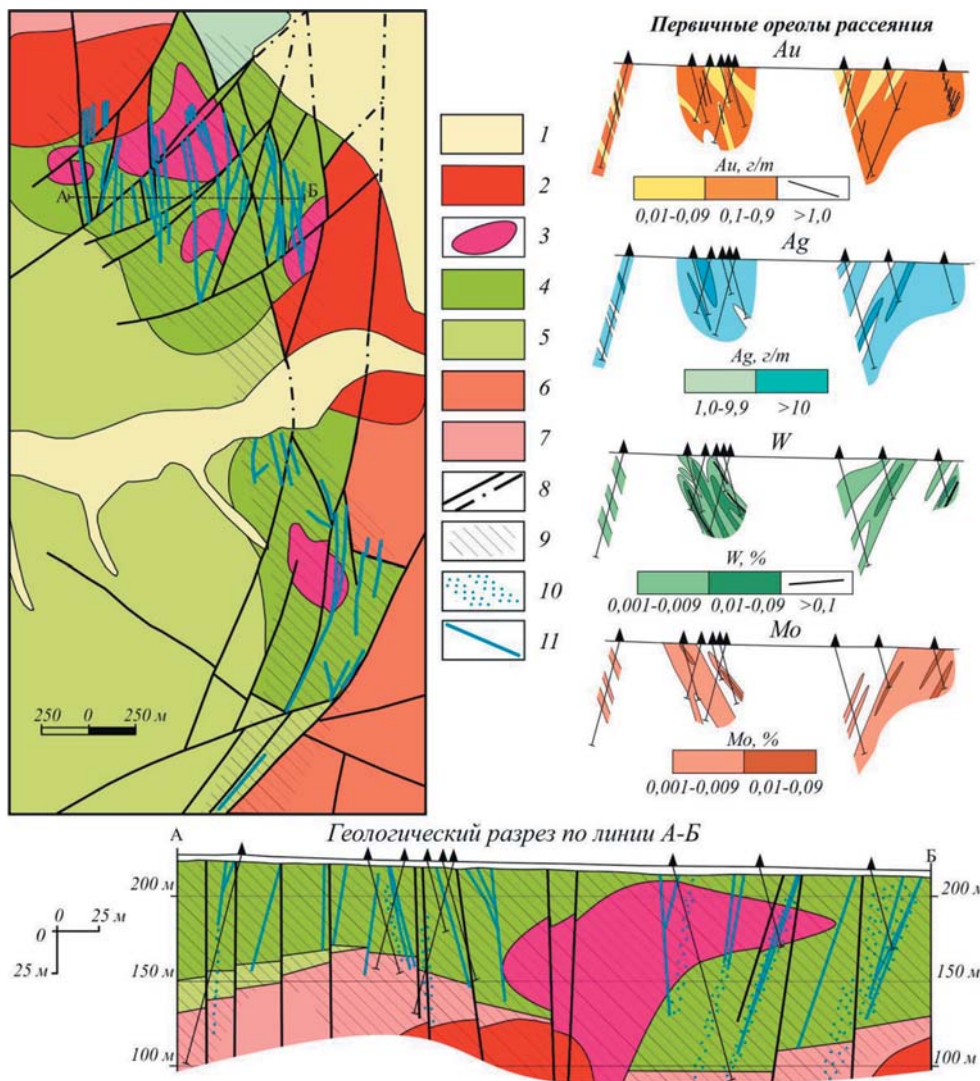 А
Б
250 0 250 м
1
2
3
4
5
6
7
8
9
10
11
Первичные ореолы рассеяния
Au
Au, г/т
0,01-0,09 0,1-0,9 >1,0
Ag
Ag, г/т
1,0-9,9 >10
W
W, %
0,001-0,009 0,01-0,09 >0,1
Mo
Mo, %
0,001-0,009 0,01-0,09
Геологический разрез по линии А-Б
А
Б
0 25 м
0
25 м
200 м
150 м
100 м
200 м
150 м
100 м